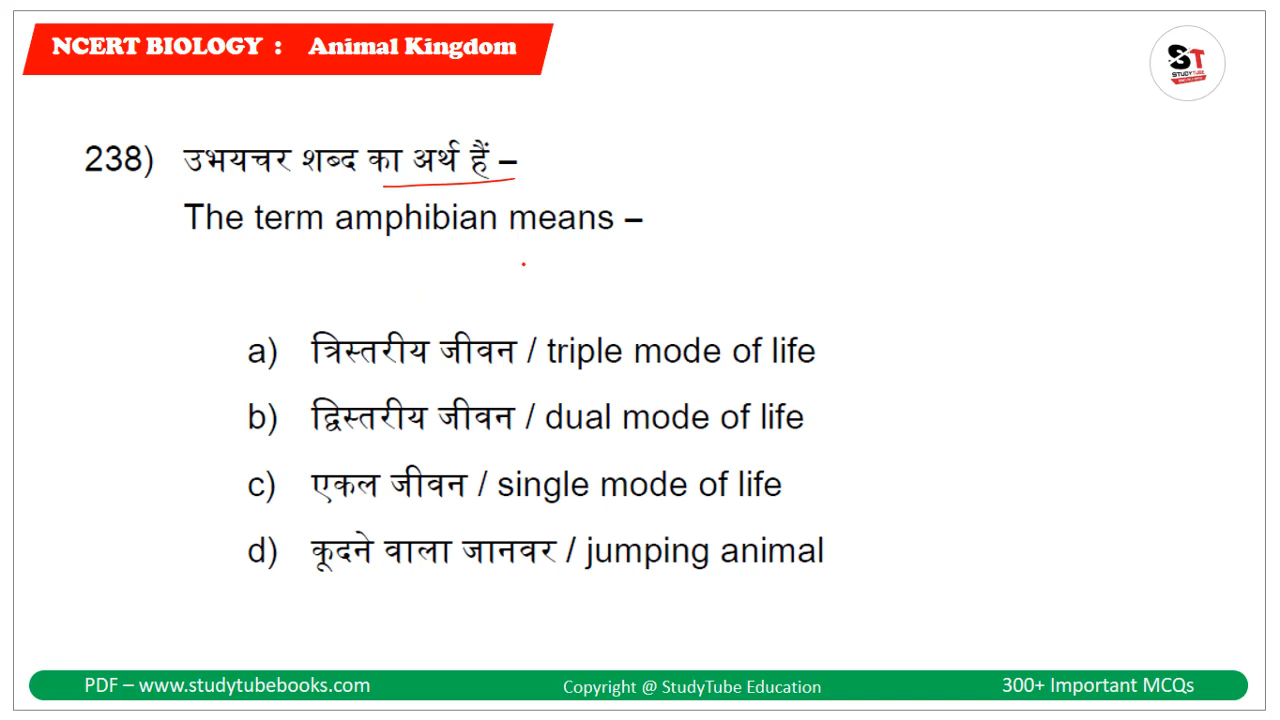 NCERT BIOLOGY : Animal Kingdom
ST
STUDYTUBE
238) उभयचर शब्द का अर्थ हैं –
The term amphibian means –
a) त्रिस्तरीय जीवन / triple mode of life
b) द्विस्तरीय जीवन / dual mode of life
c) एकल जीवन / single mode of life
d) कूदने वाला जानवर / jumping animal
PDF – www.studytubebooks.com Copyright @ StudyTube Education 300+ Important MCQs